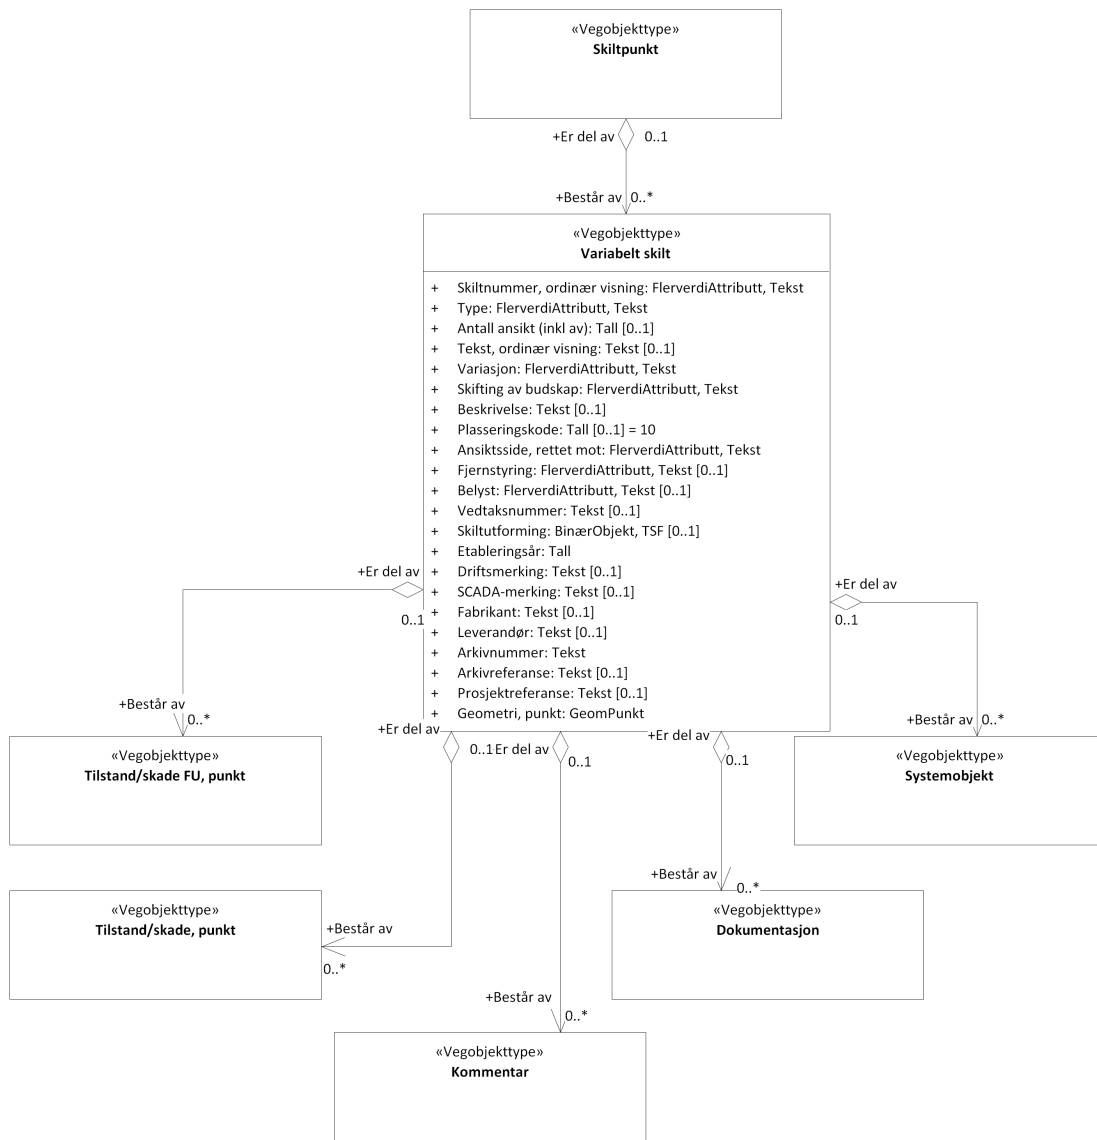 «Vegobjekttype»
Skiltpunkt
+Er del av
0..1
+Består av
0..*
«Vegobjekttype»
Variabelt skilt
+ Skiltnummer, ordinær visning: FlerverdiAttributt, Tekst
+ Type: FlerverdiAttributt, Tekst
+ Antall ansikt (inkl av): Tall [0..1]
+ Tekst, ordinær visning: Tekst [0..1]
+ Variasjon: FlerverdiAttributt, Tekst
+ Skifting av budskap: FlerverdiAttributt, Tekst
+ Beskrivelse: Tekst [0..1]
+ Plasseringskode: Tall [0..1] = 10
+ Ansiktsside, rettet mot: FlerverdiAttributt, Tekst
+ Fjernstyring: FlerverdiAttributt, Tekst [0..1]
+ Belyst: FlerverdiAttributt, Tekst [0..1]
+ Vedtaksnummer: Tekst [0..1]
+ Skiltutforming: BinærObjekt, TSF [0..1]
+ Etableringsår: Tall
+ Driftsmerking: Tekst [0..1]
+ SCADA-merking: Tekst [0..1]
+ Fabrikant: Tekst [0..1]
+ Leverandør: Tekst [0..1]
+ Arkivnummer: Tekst
+ Arkivreferanse: Tekst [0..1]
+ Prosjektreferanse: Tekst [0..1]
+ Geometri, punkt: GeomPunkt
+Er del av
0..1
+Består av
0..*
«Vegobjekttype»
Tilstand/skade FU, punkt
+Er del av
0..1
+Består av
0..*
«Vegobjekttype»
Systemobjekt
+Er del av
0..1
+Består av
0..*
«Vegobjekttype»
Tilstand/skade, punkt
Er del av
0..1
+Består av
0..*
«Vegobjekttype»
Kommentar
+Er del av
0..1
+Består av
0..*
«Vegobjekttype»
Dokumentasjon